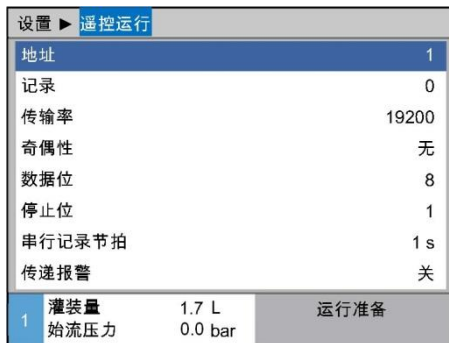 设置 ► 遥控运行
地址 1
记录 0
传输率 19200
奇偶性 无
数据位 8
停止位 1
串行记录节拍 1 s
传递报警 关
1 灌装量 1.7 L 运行准备
始流压力 0.0 bar